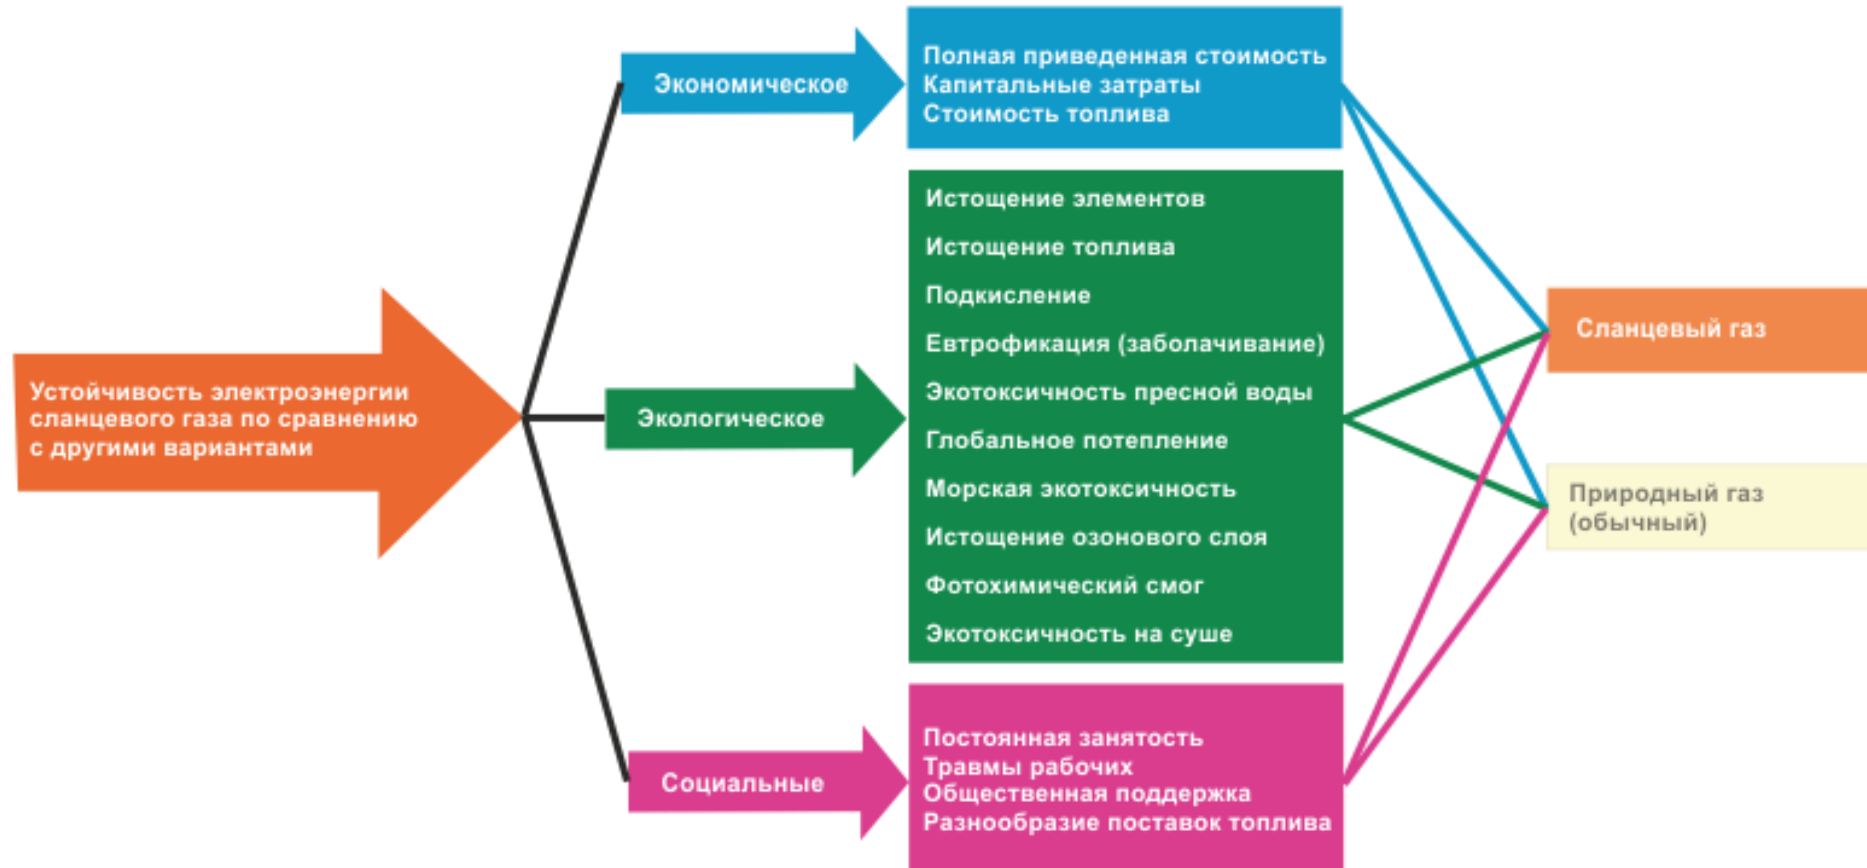 Устойчивость электроэнергии
сланцевого газа по сравнению
с другими вариантами
Экономическое
Полная приведенная стоимость
Капитальные затраты
Стоимость топлива
Экологическое
Истощение элементов
Истощение топлива
Подкисление
Евтрофикация (заболачивание)
Экотоксичность пресной воды
Глобальное потепление
Морская экотоксичность
Истощение озонового слоя
Фотохимический смог
Экотоксичность на суше
Социальные
Постоянная занятость
Травмы рабочих
Общественная поддержка
Разнообразие поставок топлива
Сланцевый газ
Природный газ
(обычный)